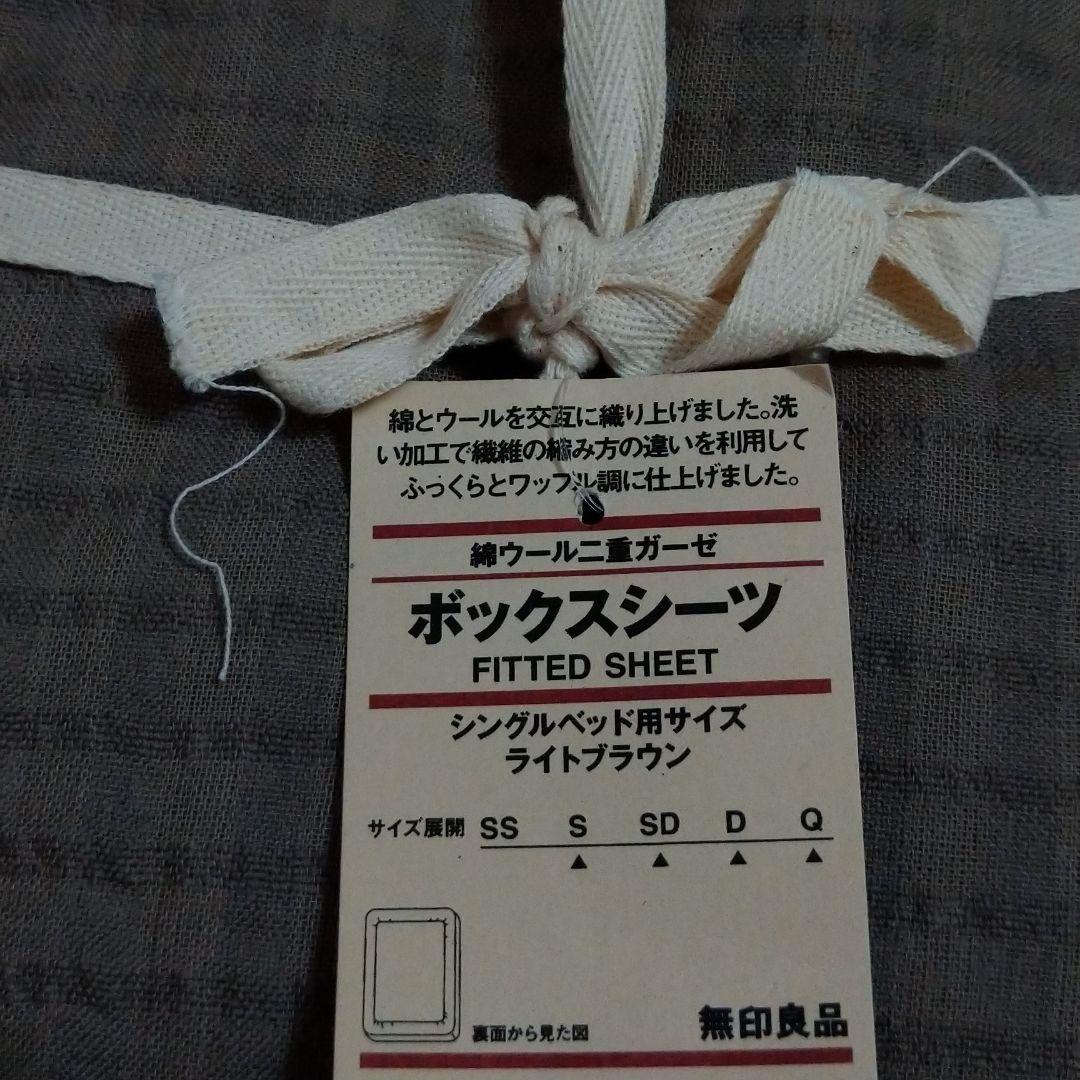 綿とウールを交互に織り上げました。洗
い加工で繊維の縮み方の違いを利用して
ふっくらとワッフル調に仕上げました。
綿ウール二重ガーゼ
ボックスシーツ
FITTED SHEET
シングルベッド用サイズ
ライトブラウン
サイズ展開 SS S SD D Q
▲ ▲ ▲ ▲
裏面から見た図
無印良品